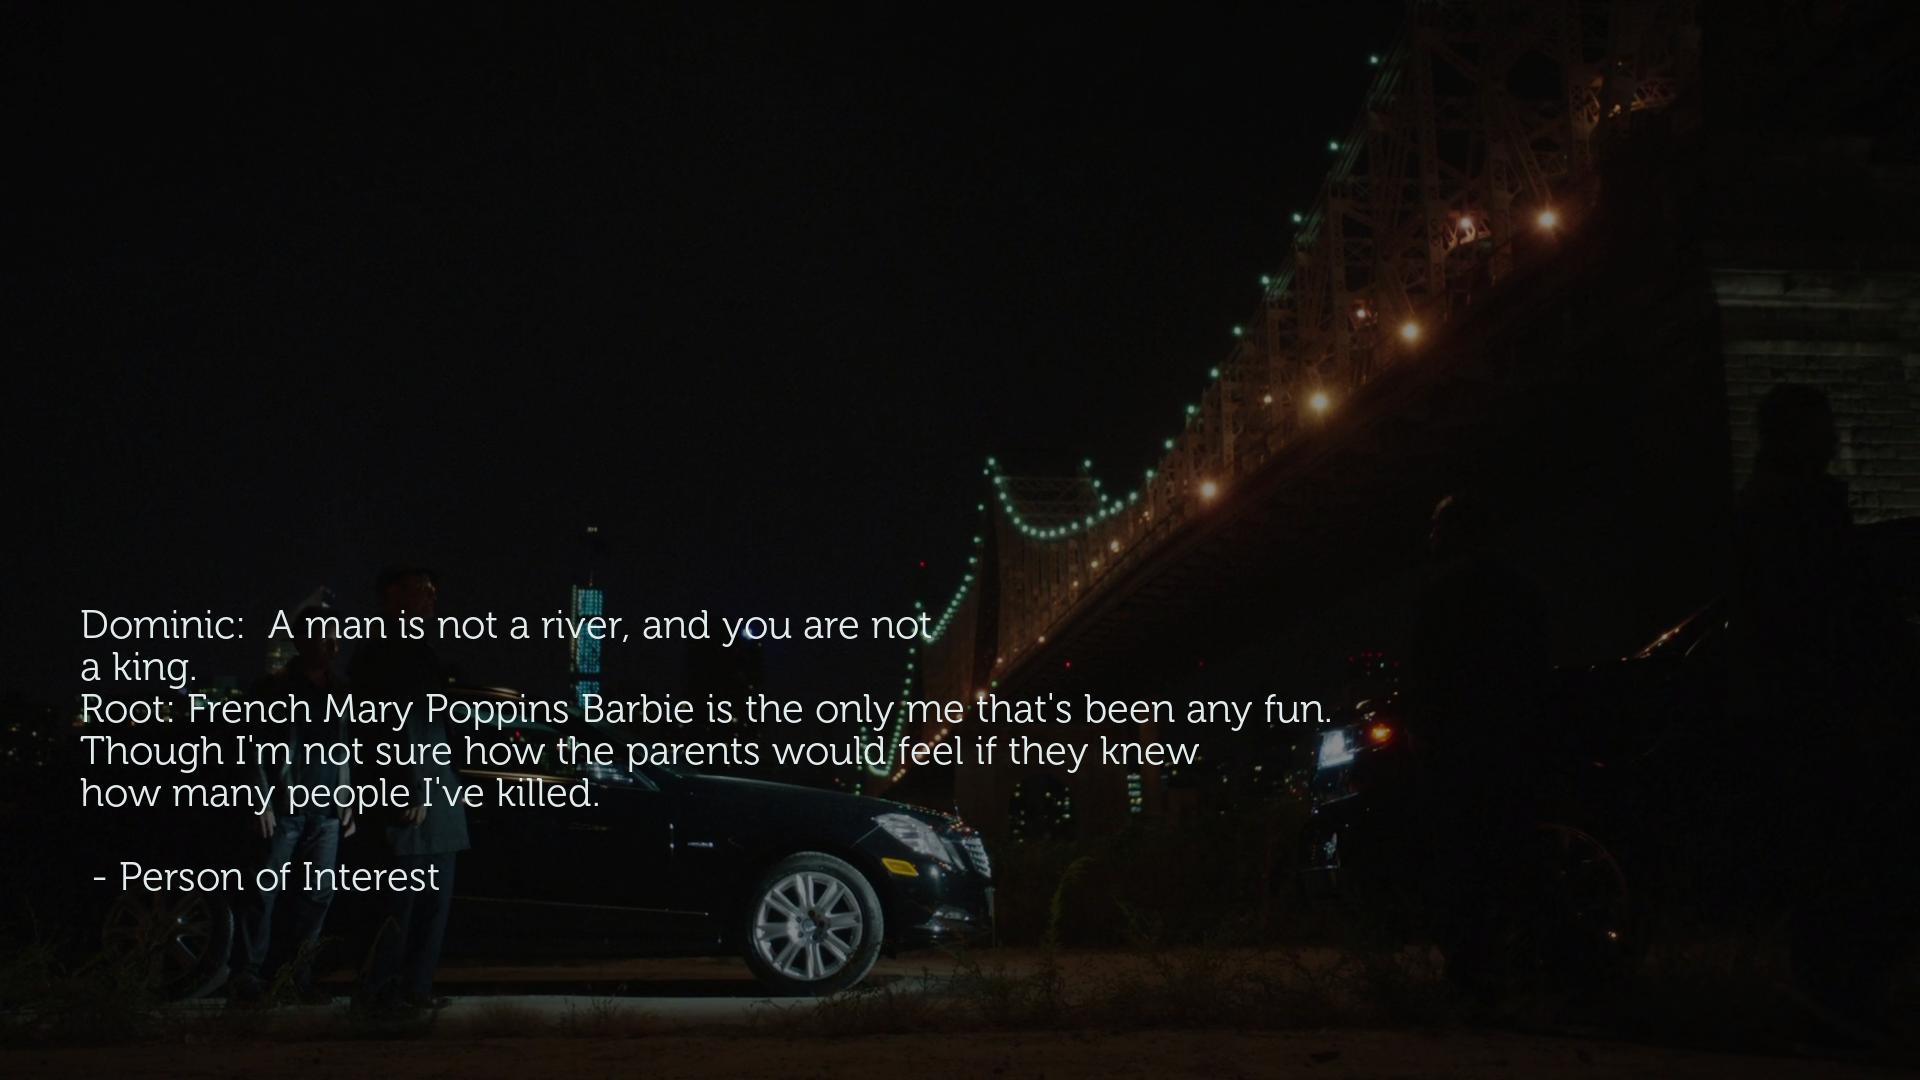 Dominic:  A man is not a river, and you are not
a king.
Root: French Mary Poppins Barbie is the only me that's been any fun.
Though I'm not sure how the parents would feel if they knew
how many people I've killed.
- Person of Interest